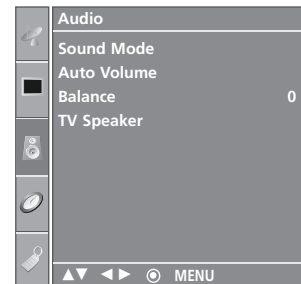 Audio
Sound Mode
Auto Volume
Balance 0
TV Speaker
▲▼ ◄► ⦿ MENU